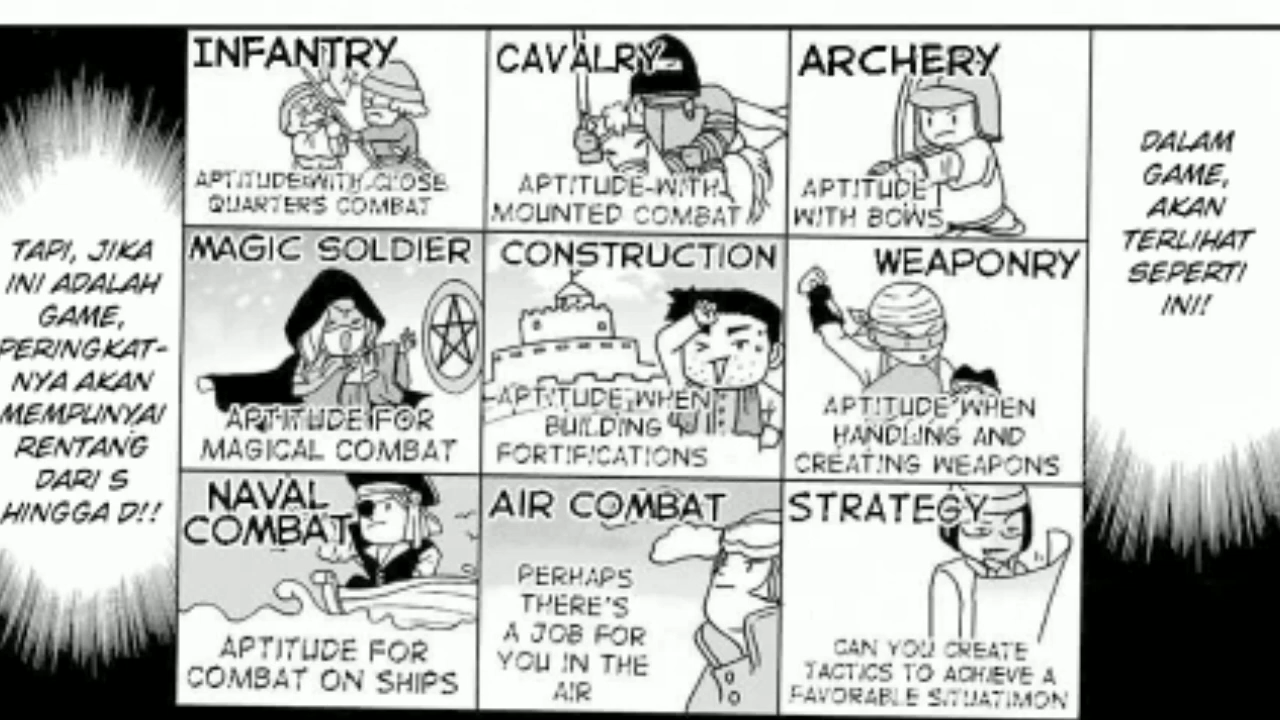 DALAM
GAME,
AKAN
TERLIHAT
SEPERTI
INI!
INFANTRY
APTITUDE WITH CLOSE
QUARTERS COMBAT
CAVALRY
APTITUDE WITH
MOUNTED COMBAT
ARCHERY
APTITUDE
WITH BOWS
MAGIC SOLDIER
APTITUDE FOR
MAGICAL COMBAT
CONSTRUCTION
APTITUDE WHEN
BUILDING
FORTIFICATIONS
WEAPONRY
APTITUDE WHEN
HANDLING AND
CREATING WEAPONS
NAVAL
COMBAT
APTITUDE FOR
COMBAT ON SHIPS
AIR COMBAT
PERHAPS
THERE'S
A JOB FOR
YOU IN THE
AIR
STRATEGY
CAN YOU CREATE
TACTICS TO ACHIEVE A
FAVORABLE SITUATIMON
TAPI, JIKA
INI ADALAH
GAME,
PERINGKAT-
NYA AKAN
MEMPUNYAI
RENTANG
DARI S
HINGGA D!!